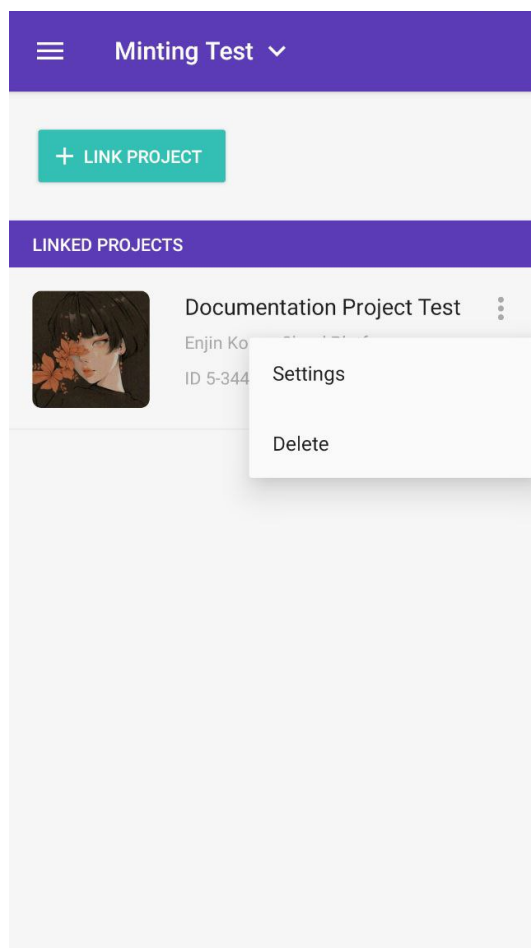 Minting Test
+ LINK PROJECT
LINKED PROJECTS
Documentation Project Test
Enjin Ko
ID 5-344
Settings
Delete